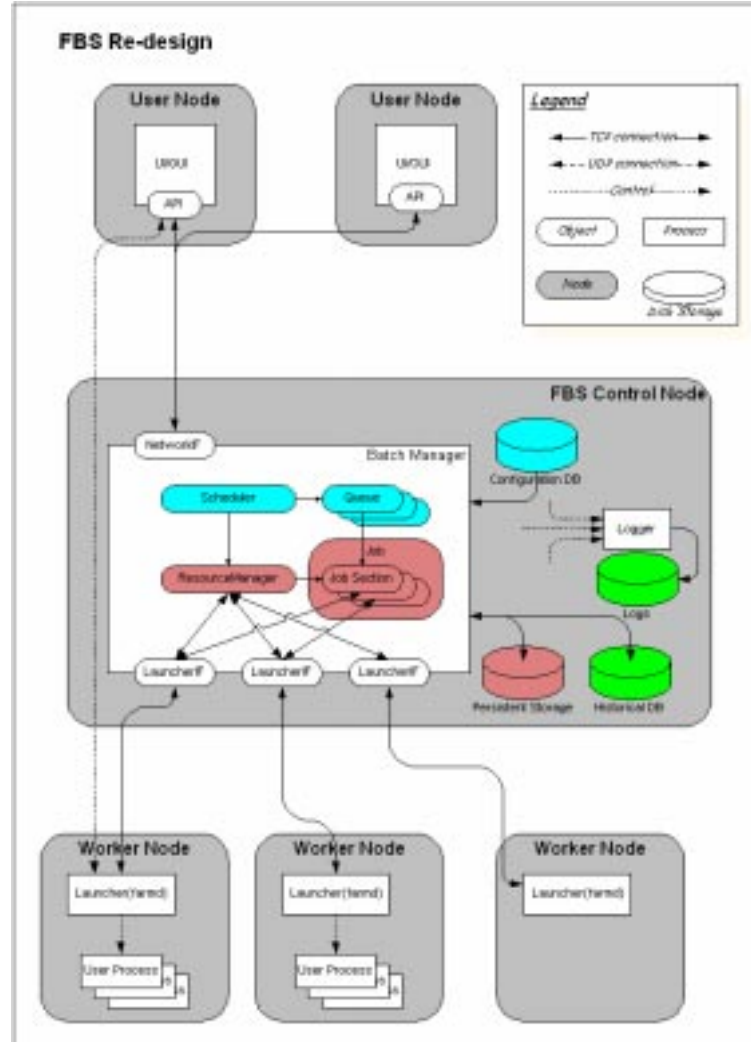 FBS Re-design
User Node
User Node
Legend
TCP connection
UDP connection
Control
Object
Process
Node
Disk Storage
UI/GUI
UI/GUI
API
API
FBS Control Node
NetworkIF
Batch Manager
Configuration DB
Scheduler
Queue
Logger
Job
ResourceManager
Job Section
Logs
LauncherIF
LauncherIF
LauncherIF
Persistent Storage
Historical DB
Worker Node
Worker Node
Worker Node
Launcher(farmd)
Launcher(farmd)
Launcher(farmd)
User Process
User Process